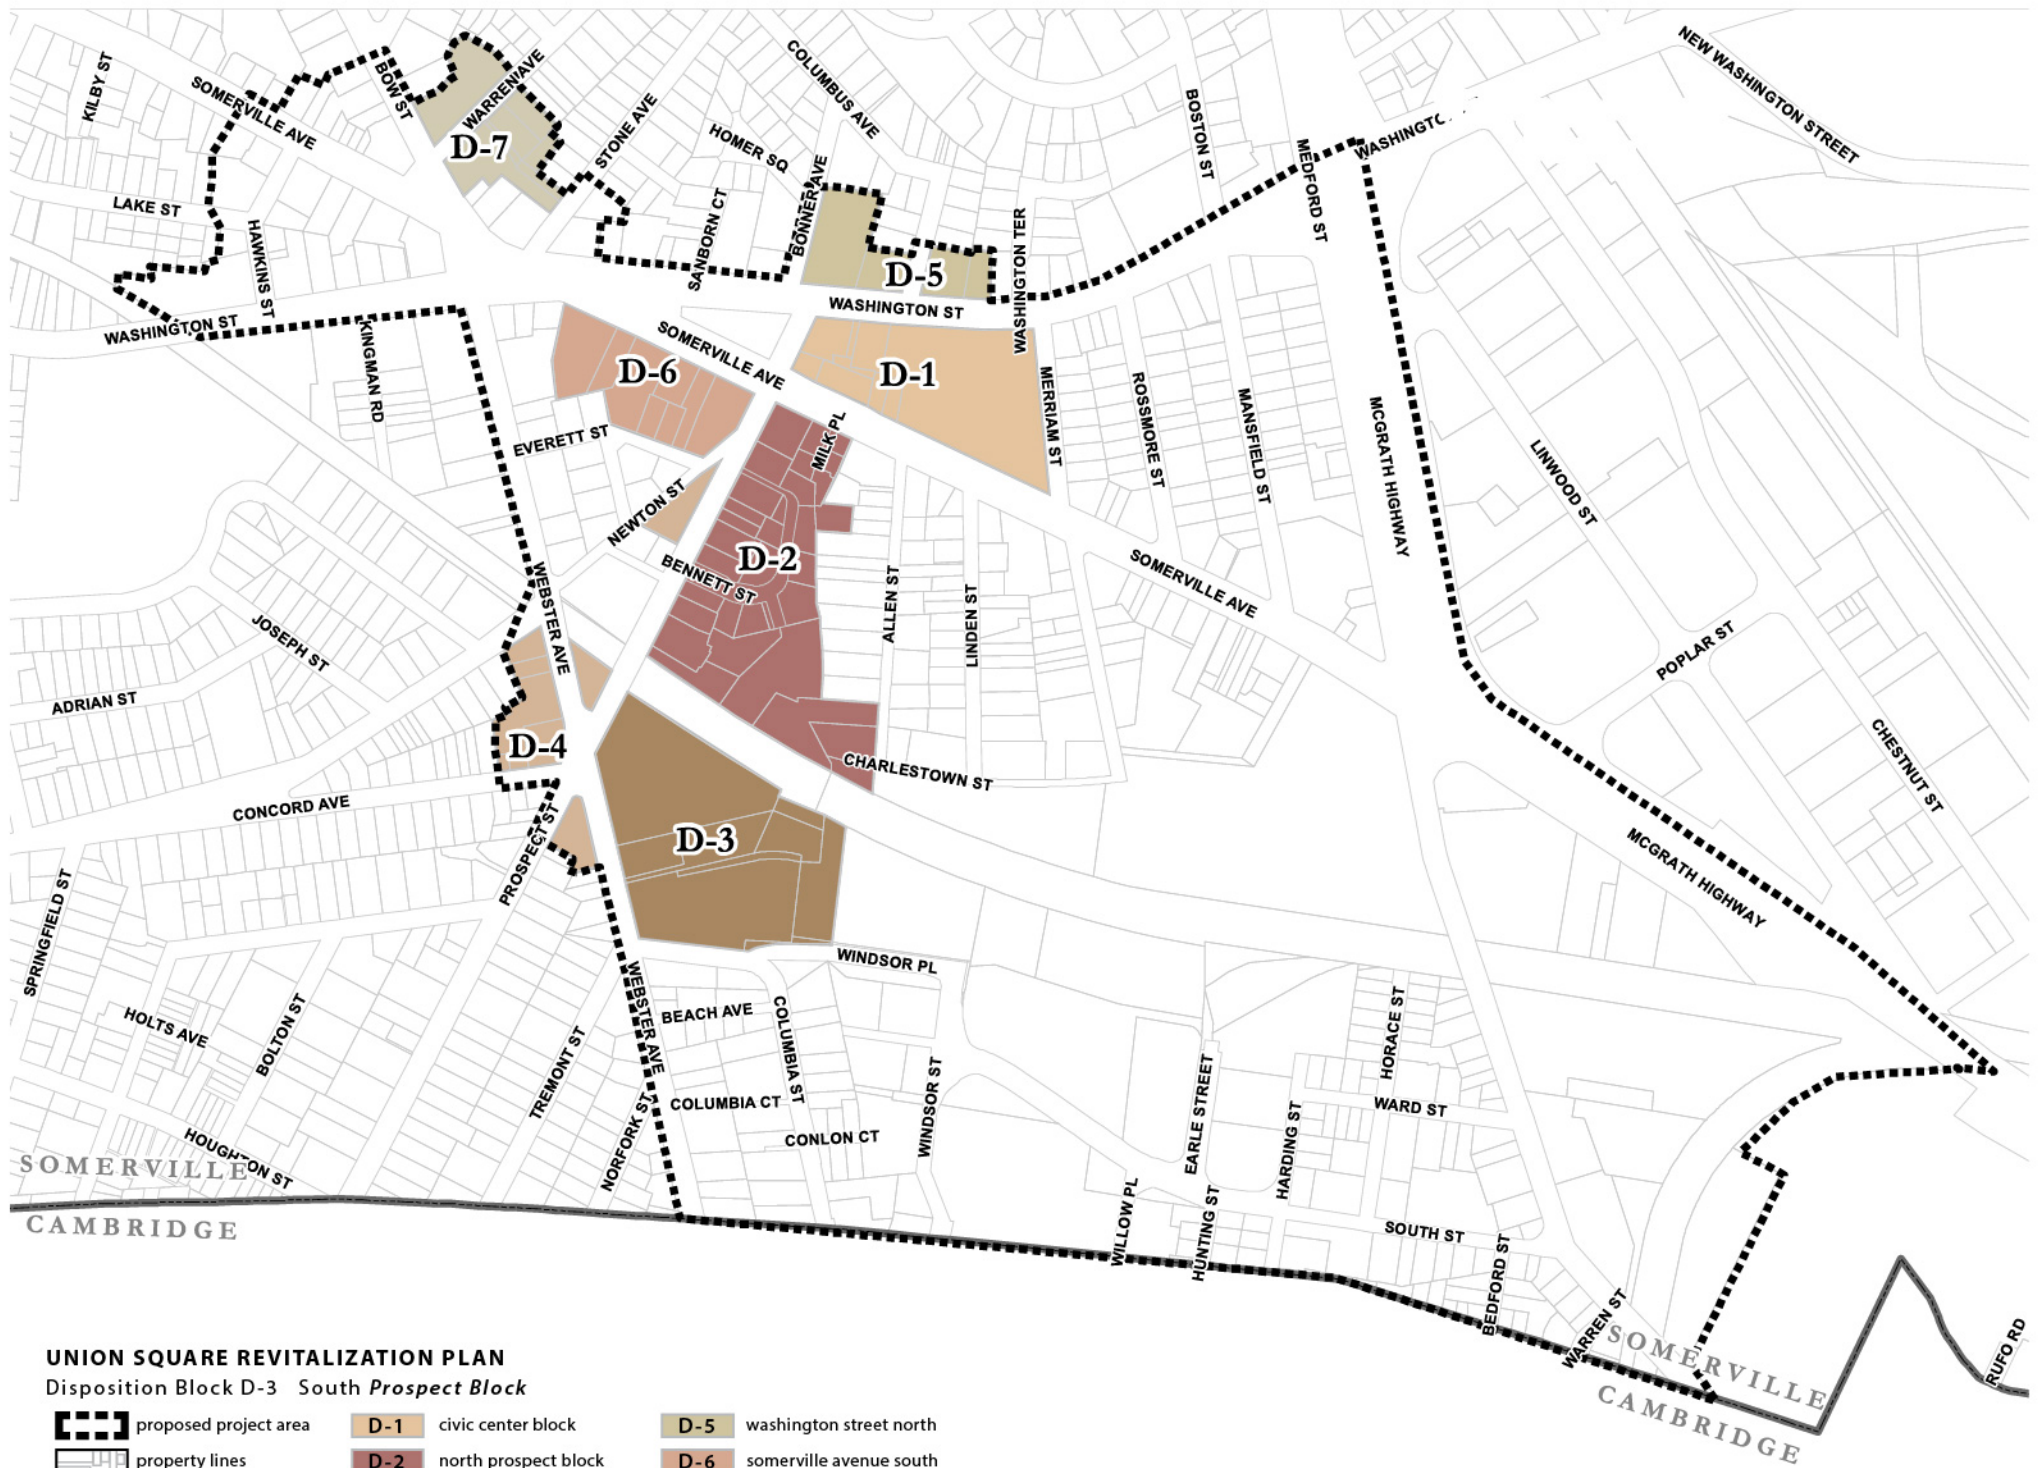 NEW WASHINGTON STREET
COLUMBUS AVE
KILBY ST
SOMERVILLE AVE
BOW ST
WARREN AVE
D-7
STONE AVE
HOMER SQ
BOSTON ST
MEDFORD ST
LAKE ST
HAWKINS ST
SANBORN CT
BONNER AVE
D-5
WASHINGTON TER
WASHINGTON ST
KINGMAN RD
WASHINGTON ST
SOMERVILLE AVE
D-6
D-1
MERRIAM ST
ROSSMORE ST
MANSFIELD ST
MCGRATH HIGHWAY
LINWOOD ST
EVERETT ST
MILK PL
NEWTON ST
D-2
BENNETT ST
WEBSTER AVE
ALLEN ST
LINDEN ST
SOMERVILLE AVE
JOSEPH ST
POPLAR ST
ADRIAN ST
D-4
CHARLESTOWN ST
CHESTNUT ST
CONCORD AVE
PROSPECT ST
D-3
MCGRATH HIGHWAY
SPRINGFIELD ST
WINDSOR PL
HOLTS AVE
BOLTON ST
TREMONT ST
WEBSTER AVE
BEACH AVE
COLUMBIA ST
WINDSOR ST
HORACE ST
EARLE STREET
COLUMBIA CT
WARD ST
CONLON CT
HARDING ST
HOUGHTON ST
NORFORK ST
SOMERVILLE
CAMBRIDGE
WILLOW PL
HUNTING ST
SOUTH ST
BEDFORD ST
WARREN ST
SOMERVILLE
CAMBRIDGE
RUFO RD
UNION SQUARE REVITALIZATION PLAN
Disposition Block D-3 South Prospect Block
proposed project area D-1 civic center block D-5 washington street north
property lines D-2 north prospect block D-6 somerville avenue south